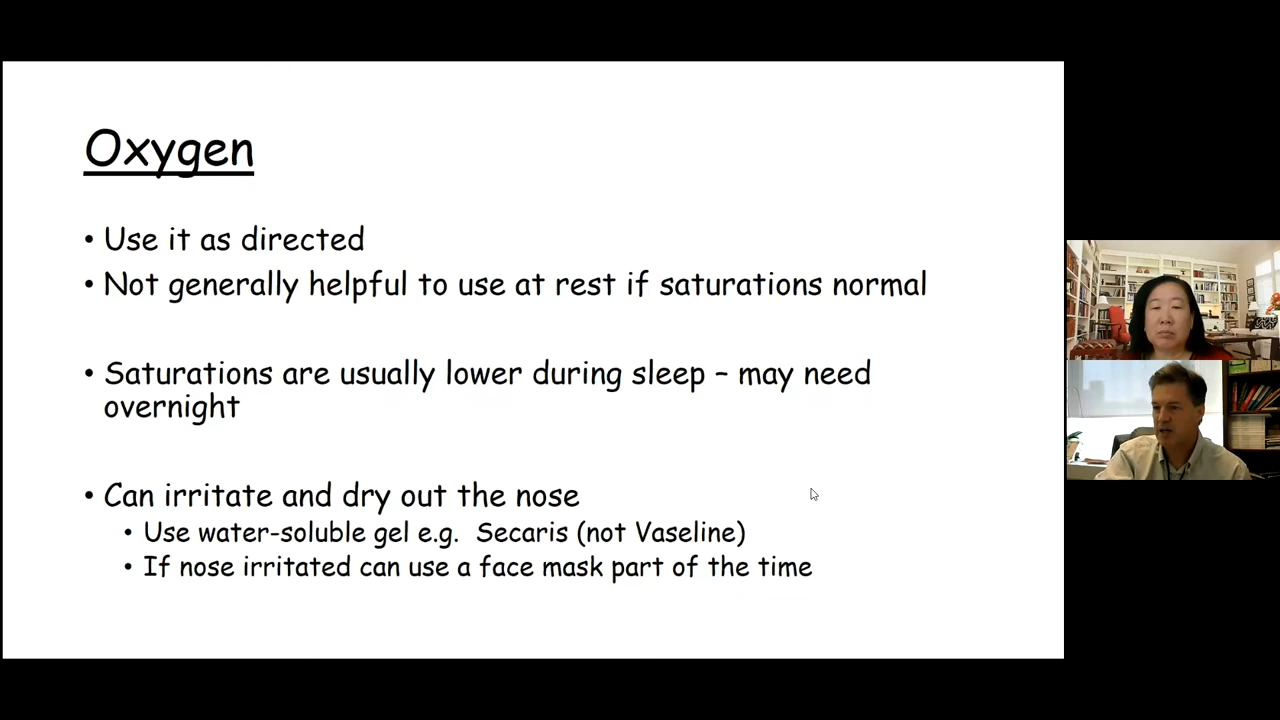 Oxygen
• Use it as directed
• Not generally helpful to use at rest if saturations normal
• Saturations are usually lower during sleep – may need
overnight
• Can irritate and dry out the nose
• Use water-soluble gel e.g.  Secaris (not Vaseline)
• If nose irritated can use a face mask part of the time